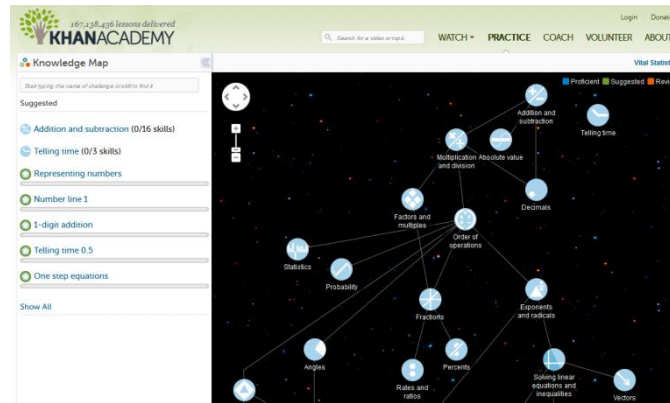 167,138,436 lessons delivered
KHANACADEMY
Search for a video or topic
WATCH
PRACTICE
COACH
VOLUNTEER
ABOU
Login
Donat
Knowledge Map
Start typing the name of challenge or skill to find it
Suggested
Addition and subtraction (0/16 skills)
Telling time (0/3 skills)
Representing numbers
Number line 1
1-digit addition
Telling time 0.5
One step equations
Show All
Vital Statist
Proficient
Suggested
Revi
Addition and
subtraction
Telling time
Multiplication
and division
Absolute value
Decimals
Factors and
multiples
Order of
operations
Statistics
Probability
Fractions
Exponents
and radicals
Angles
Rates and
ratios
Percents
Solving linear
equations and
inequalities
Vectors